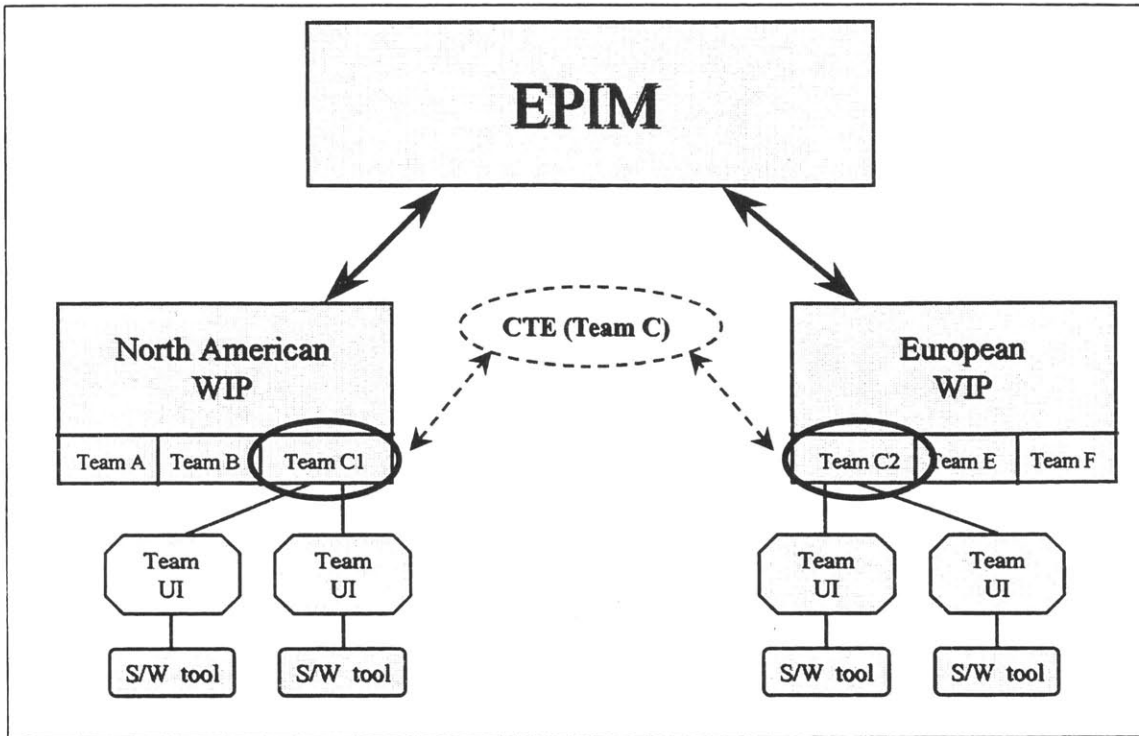 EPIM
CTE (Team C)
North American
WIP
European
WIP
Team A
Team B
Team C1
Team C2
Team E
Team F
Team
UI
Team
UI
Team
UI
Team
UI
S/W tool
S/W tool
S/W tool
S/W tool